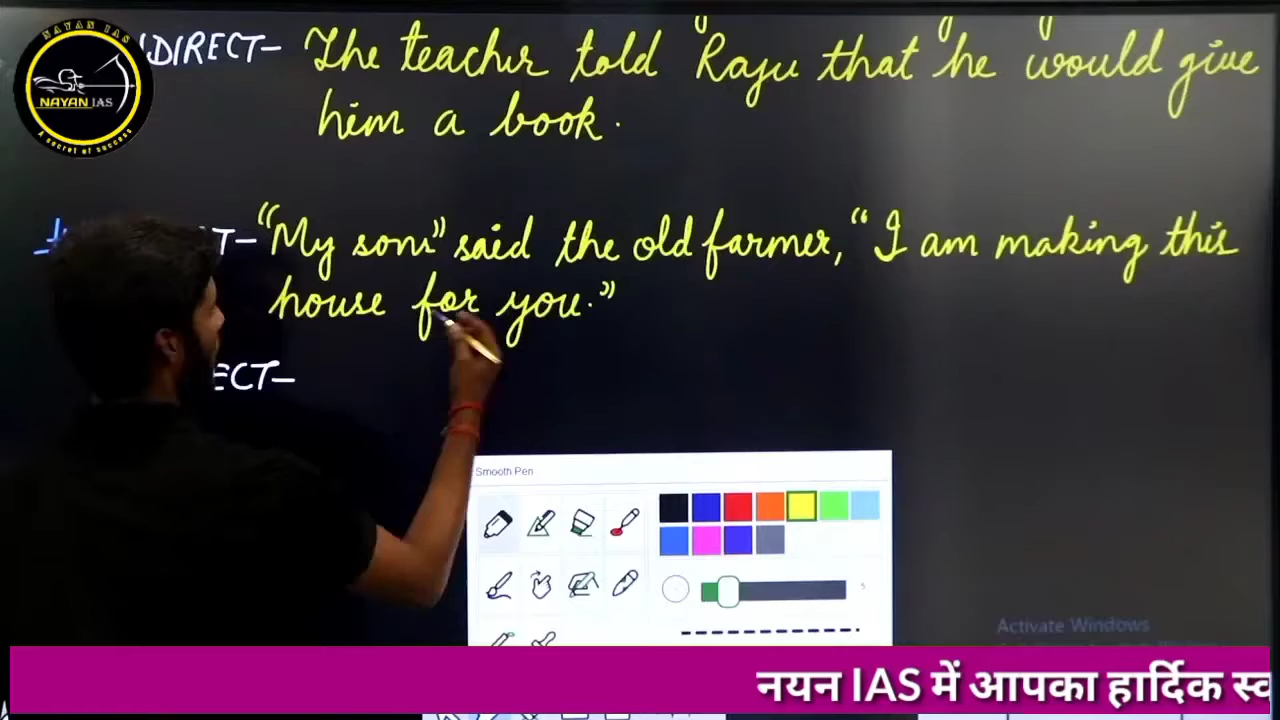 NAYAN IAS
NAYAN IAS
A secret of success
DIRECT- The teacher told Raju that he would give
him a book.
T- "My son," said the old farmer, "I am making this
house for you."
ECT-
Smooth Pen
5
Activate Windows
नयन IAS में आपका हार्दिक स्व